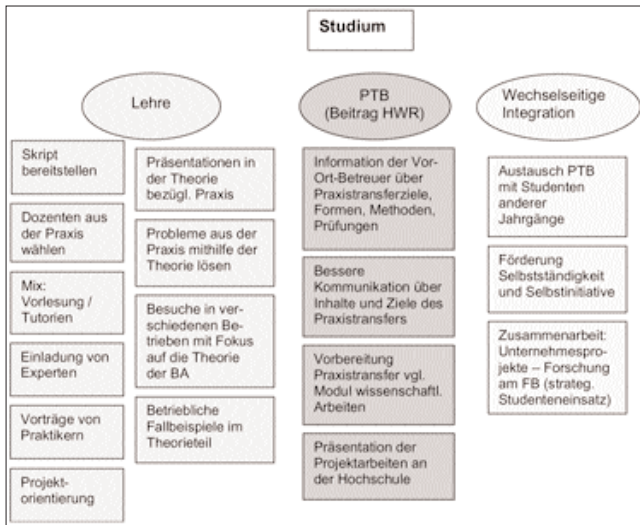 Studium
Lehre
Skript
bereitstellen
Dozenten aus
der Praxis
wählen
Mix:
Vorlesung /
Tutorien
Einladung von
Experten
Vorträge von
Praktikern
Projekt-
orientierung
Präsentationen in
der Theorie
bezügl. Praxis
Probleme aus der
Praxis mithilfe der
Theorie lösen
Besuche in ver-
schiedenen Be-
trieben mit Fokus
auf die Theorie
der BA
Betriebliche
Fallbeispiele im
Theorieteil
PTB
(Beitrag HWR)
Information der Vor-
Ort-Betreuer über
Praxistransferziele,
Formen, Methoden,
Prüfungen
Bessere
Kommunikation über
Inhalte und Ziele des
Praxistransfers
Vorbereitung
Praxistransfer vgl.
Modul wissenschaftl.
Arbeiten
Präsentation der
Projektarbeiten an
der Hochschule
Wechselseitige
Integration
Austausch PTB
mit Studenten
anderer
Jahrgänge
Förderung
Selbstständigkeit
und Selbstinitiative
Zusammenarbeit:
Unternehmespro-
jekte – Forschung
am FB (strateg.
Studenteneinsatz)